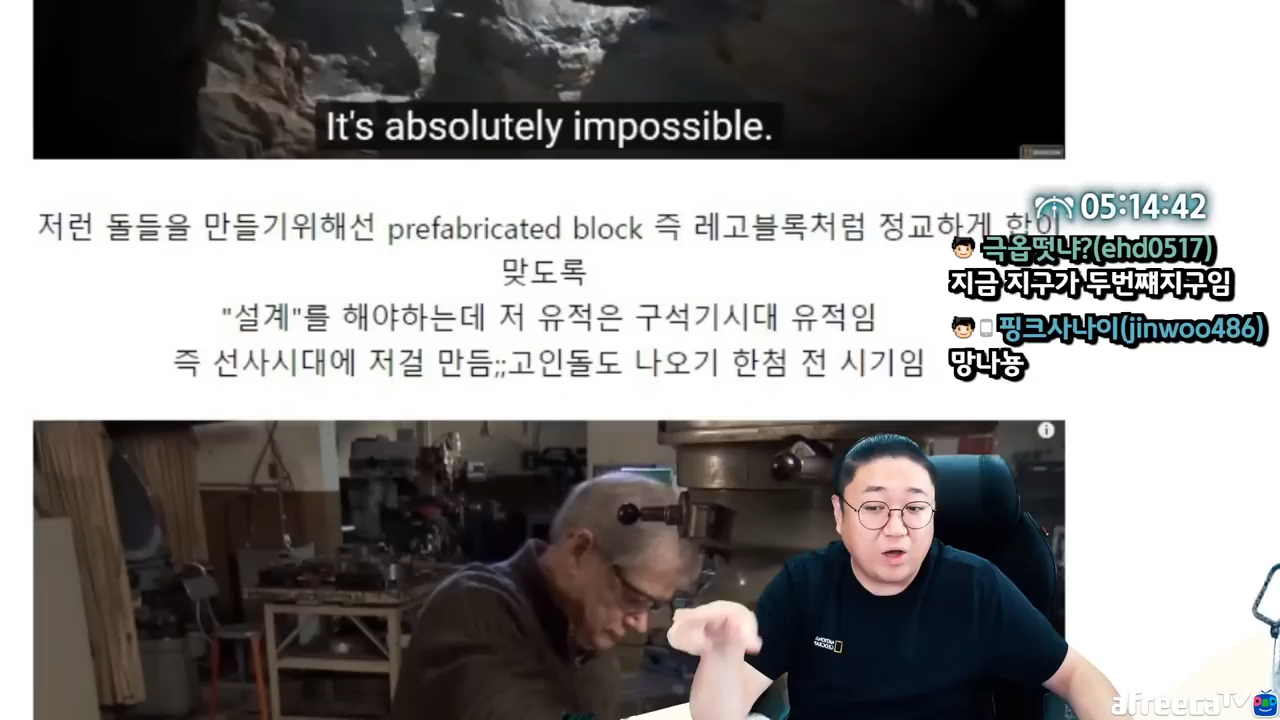 It's absolutely impossible.
저런 돌들을 만들기위해선 prefabricated block 즉 레고블록처럼 정교하게 합이
맞도록
"설계"를 해야하는데 저 유적은 구석기시대 유적임
즉 선사시대에 저걸 만듬;;고인돌도 나오기 한첨 전 시기임
05:14:42
극옵떳냐?(ehd0517)
지금 지구가 두번쨰지구임
핑크사나이(jinwoo486)
망나뇽
afreecaTV